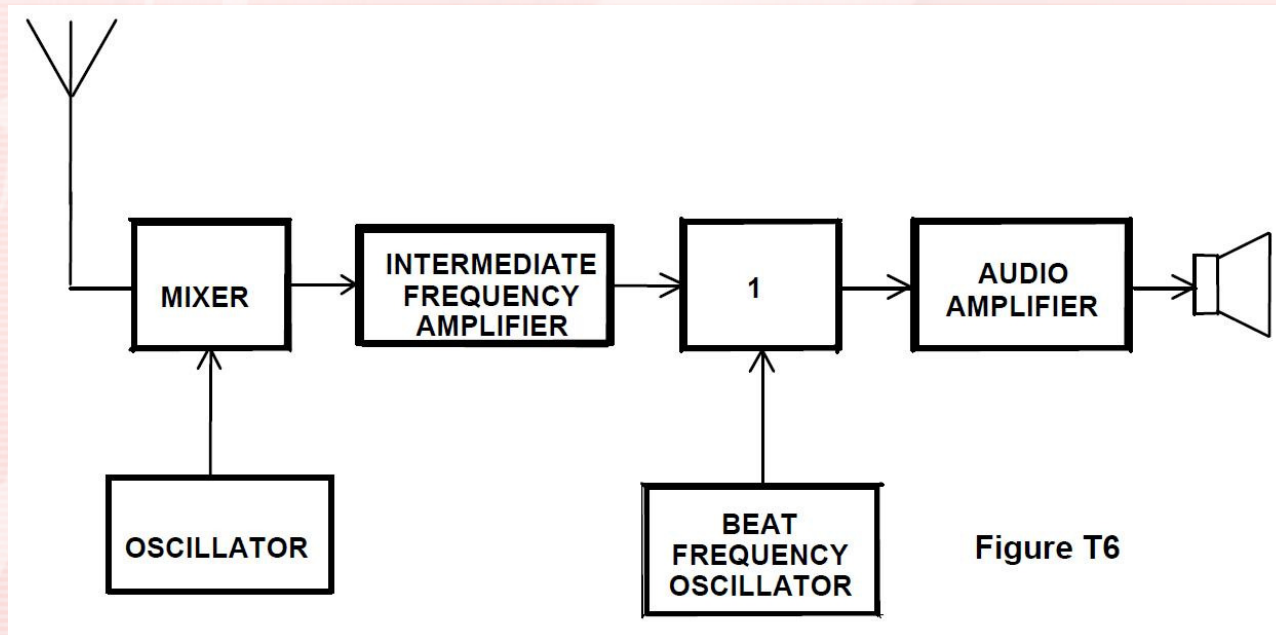 MIXER
INTERMEDIATE
FREQUENCY
AMPLIFIER
1
AUDIO
AMPLIFIER
OSCILLATOR
BEAT
FREQUENCY
OSCILLATOR
Figure T6